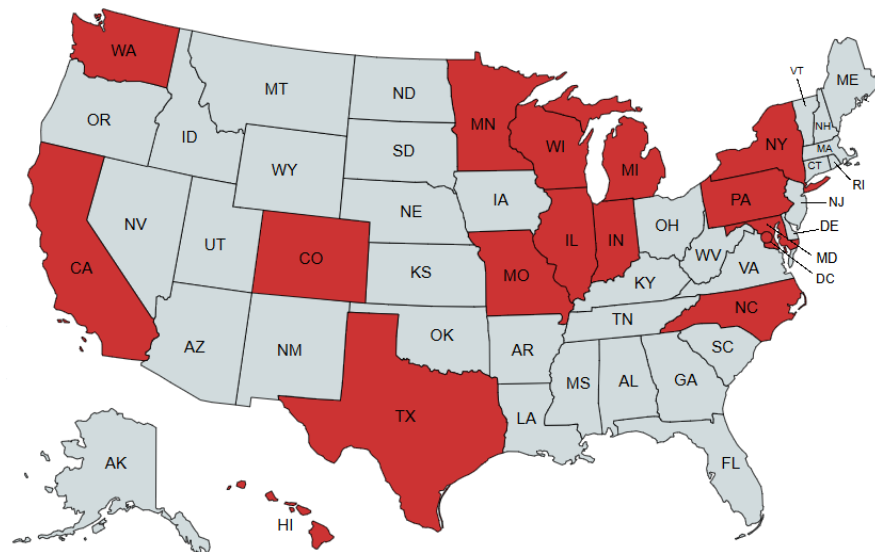 WA
MT
ND
MN
VT
ME
OR
ID
SD
WI
MI
NY
NH
MA
CT
RI
WY
IA
PA
NJ
NE
OH
DE
NV
UT
CO
IL
IN
MD
WV
VA
DC
CA
KS
MO
KY
NC
TN
OK
AZ
NM
AR
SC
MS
AL
GA
TX
LA
AK
FL
HI